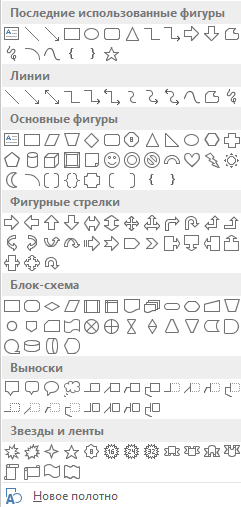 Последние использованные фигуры
Линии
Основные фигуры
Фигурные стрелки
Блок-схема
Выноски
Звезды и ленты
Новое полотно